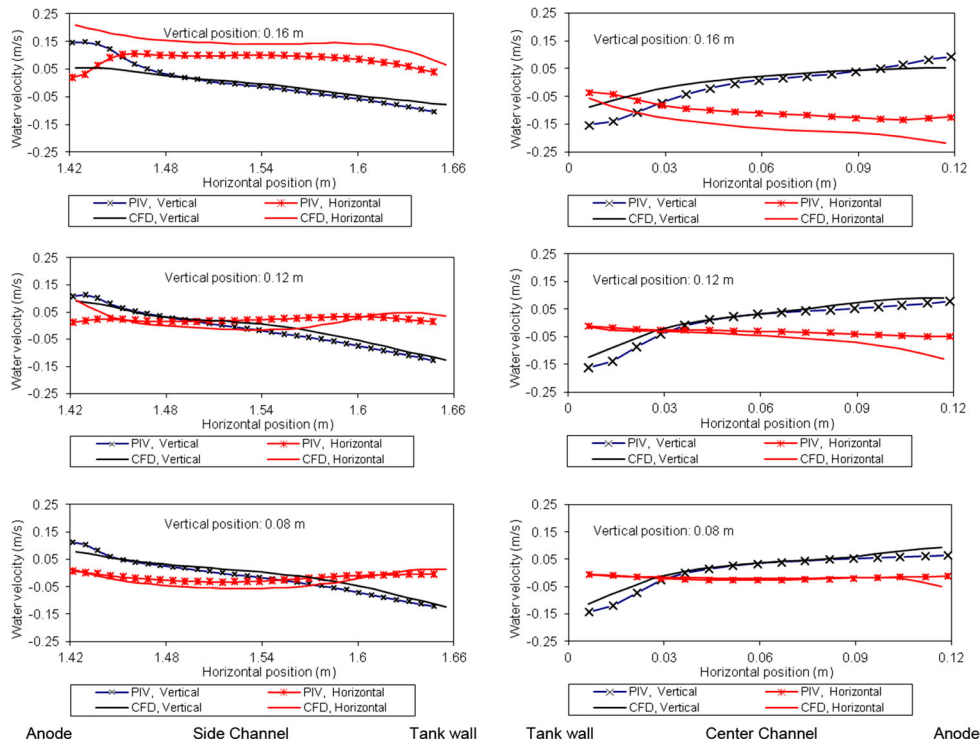 0.25
0.15
0.05
-0.05
-0.15
-0.25
Water velocity (m/s)
Vertical position: 0.16 m
1.42 1.48 1.54 1.6 1.66
Horizontal position (m)
PIV, Vertical PIV, Horizontal
CFD, Vertical CFD, Horizontal
0.25
0.15
0.05
-0.05
-0.15
-0.25
Water velocity (m/s)
Vertical position: 0.16 m
0 0.03 0.06 0.09 0.12
Horizontal position (m)
PIV, Vertical PIV, Horizontal
CFD, Vertical CFD, Horizontal
0.25
0.15
0.05
-0.05
-0.15
-0.25
Water velocity (m/s)
Vertical position: 0.12 m
1.42 1.48 1.54 1.6 1.66
Horizontal position (m)
PIV, Vertical PIV, Horizontal
CFD, Vertical CFD, Horizontal
0.25
0.15
0.05
-0.05
-0.15
-0.25
Water velocity (m/s)
Vertical position: 0.12 m
0 0.03 0.06 0.09 0.12
Horizontal position (m)
PIV, Vertical PIV, Horizontal
CFD, Vertical CFD, Horizontal
0.25
0.15
0.05
-0.05
-0.15
-0.25
Water velocity (m/s)
Vertical position: 0.08 m
1.42 1.48 1.54 1.6 1.66
Horizontal position (m)
PIV, Vertical PIV, Horizontal
CFD, Vertical CFD, Horizontal
0.25
0.15
0.05
-0.05
-0.15
-0.25
Water velocity (m/s)
Vertical position: 0.08 m
0 0.03 0.06 0.09 0.12
Horizontal position (m)
PIV, Vertical PIV, Horizontal
CFD, Vertical CFD, Horizontal
Anode Side Channel Tank wall Tank wall Center Channel Anode